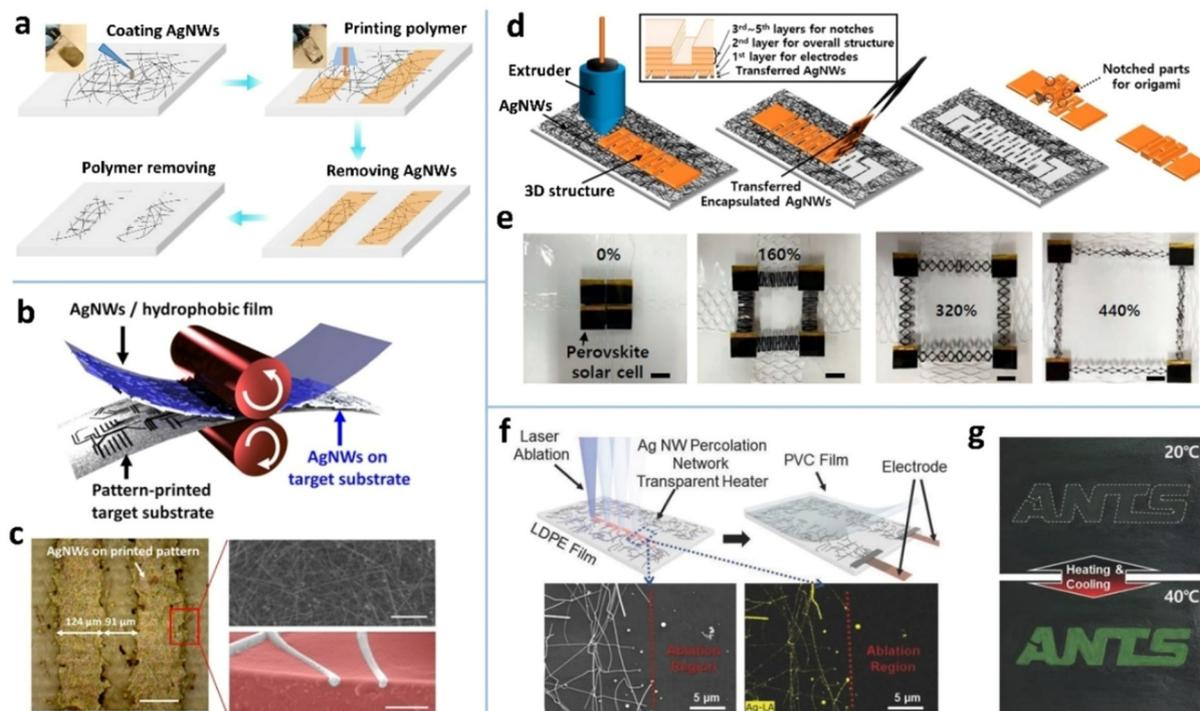 a
Coating AgNWs
Printing polymer
Polymer removing
Removing AgNWs
b
AgNWs / hydrophobic film
Pattern-printed
target substrate
AgNWs on
target substrate
c
AgNWs on printed pattern
124 µm
91 µm
d
Extruder
AgNWs
3D structure
3rd~5th layers for notches
2nd layer for overall structure
1st layer for electrodes
Transferred AgNWs
Transferred
Encapsulated AgNWs
Notched parts
for origami
e
0%
Perovskite
solar cell
160%
320%
440%
f
Laser
Ablation
Ag NW Percolation
Network
Transparent Heater
LDPE Film
PVC Film
Electrode
Ablation
Region
5 µm
Ag-LA
Ablation
Region
5 µm
g
20℃
ANTS
Heating &
Cooling
40℃
ANTS